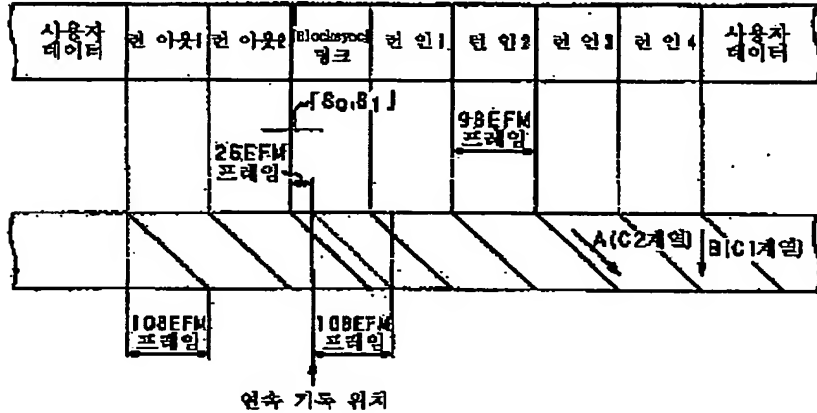 사용자
데이터
런 아웃1
런 아웃2
Blocksync
링크
런 인1
런 인2
런 인3
런 인4
사용자
데이터
「S0,S1」
26EFM
프레임
98EFM
프레임
A(C2계열)
B(C1계열)
108EFM
프레임
108EFM
프레임
연속 기록 위치